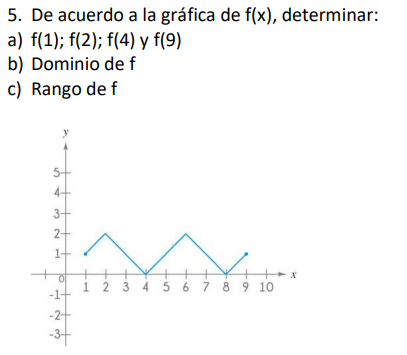 5. De acuerdo a la gráfica de f(x), determinar:
a) f(1); f(2); f(4) y f(9)
b) Dominio de f
c) Rango de f
y
5
4
3
2
1
0
1 2 3 4 5 6 7 8 9 10
x
-1
-2
-3